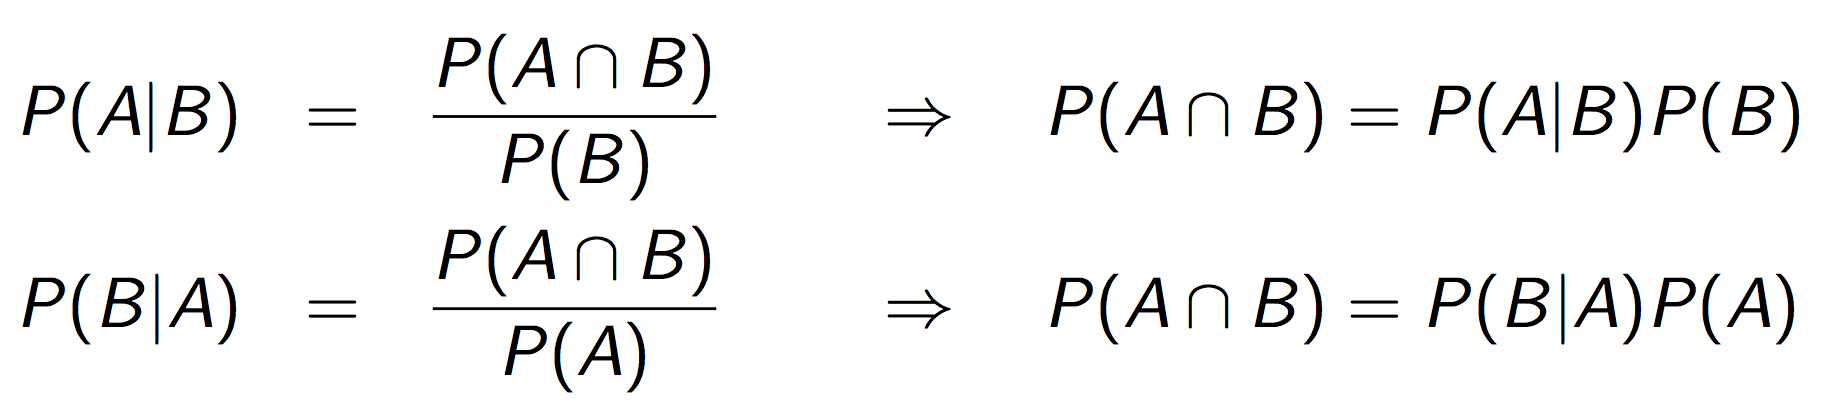 P(A|B) = P(A ∩ B) / P(B) ⇒ P(A ∩ B) = P(A|B)P(B)
P(B|A) = P(A ∩ B) / P(A) ⇒ P(A ∩ B) = P(B|A)P(A)